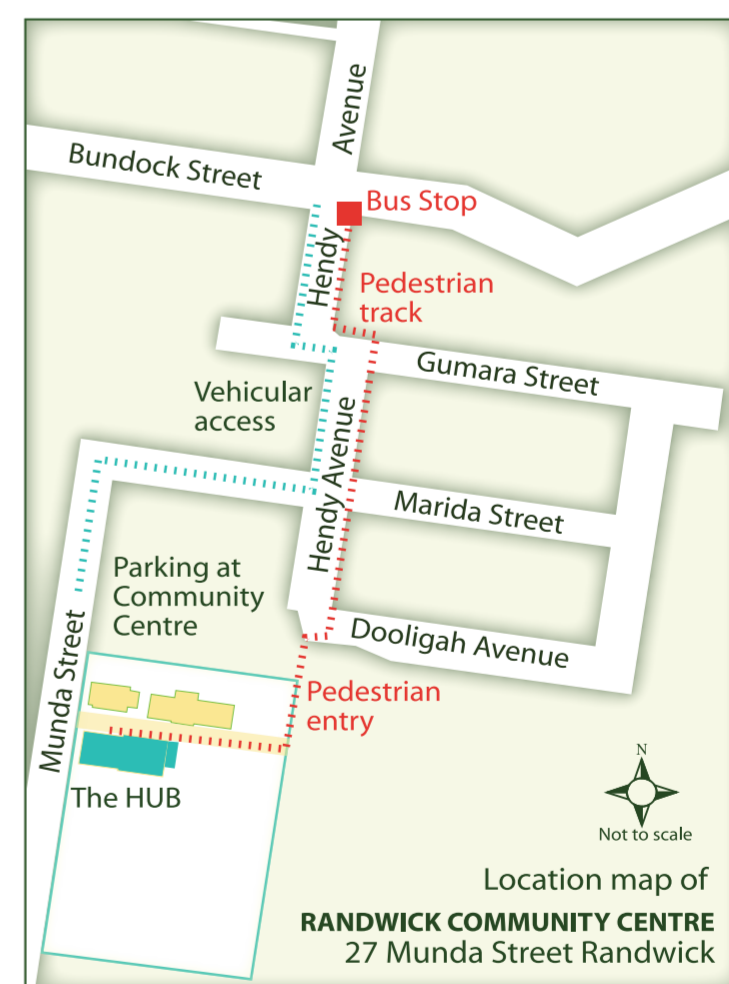 Avenue
Bundock Street
Bus Stop
Hendy
Pedestrian
track
Gumara Street
Vehicular
access
Hendy Avenue
Marida Street
Parking at
Community
Centre
Dooligah Avenue
Munda Street
Pedestrian
entry
The HUB
N
Not to scale
Location map of
RANDWICK COMMUNITY CENTRE
27 Munda Street Randwick